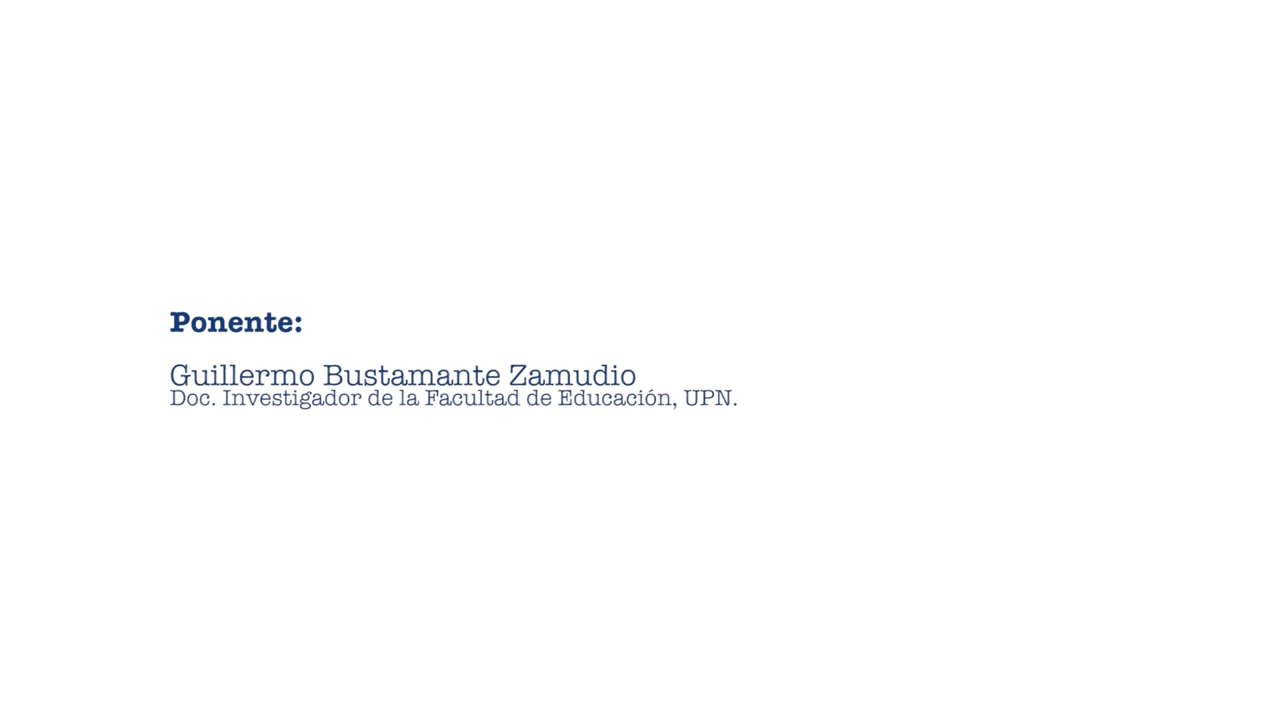 Ponente:
Guillermo Bustamante Zamudio
Doc. Investigador de la Facultad de Educación, UPN.